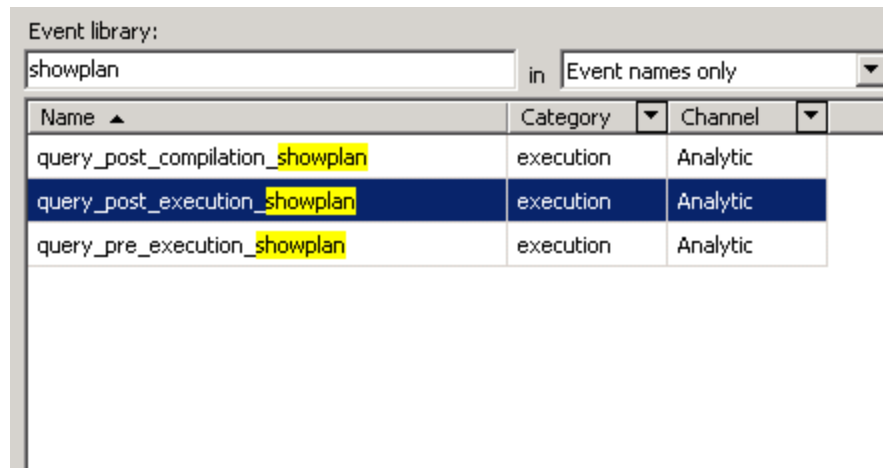 Event library:
showplan in Event names only
Name Category Channel
query_post_compilation_showplan execution Analytic
query_post_execution_showplan execution Analytic
query_pre_execution_showplan execution Analytic